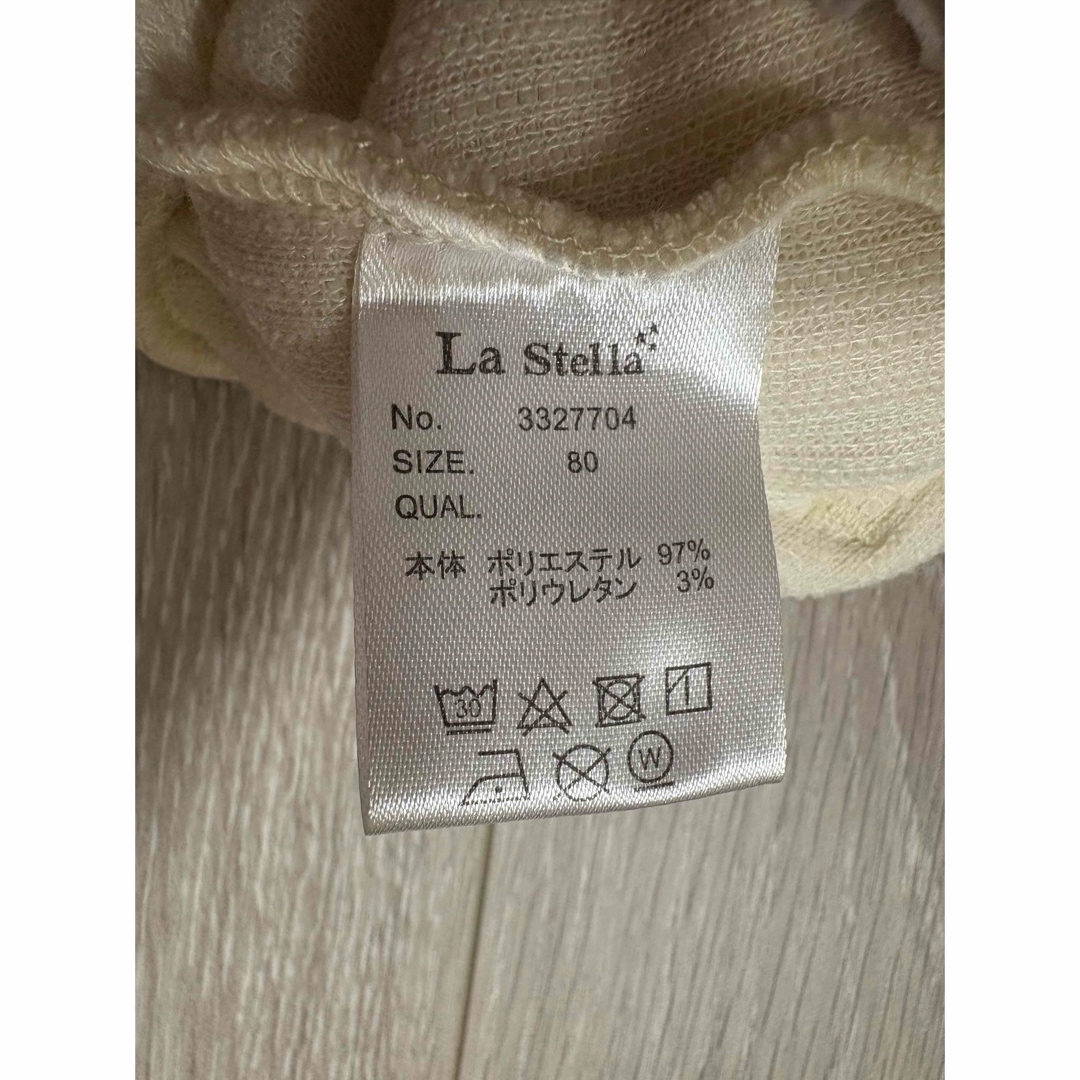 La Stella
No. 3327704
SIZE. 80
QUAL.
本体 ポリエステル 97%
ポリウレタン 3%
30
W